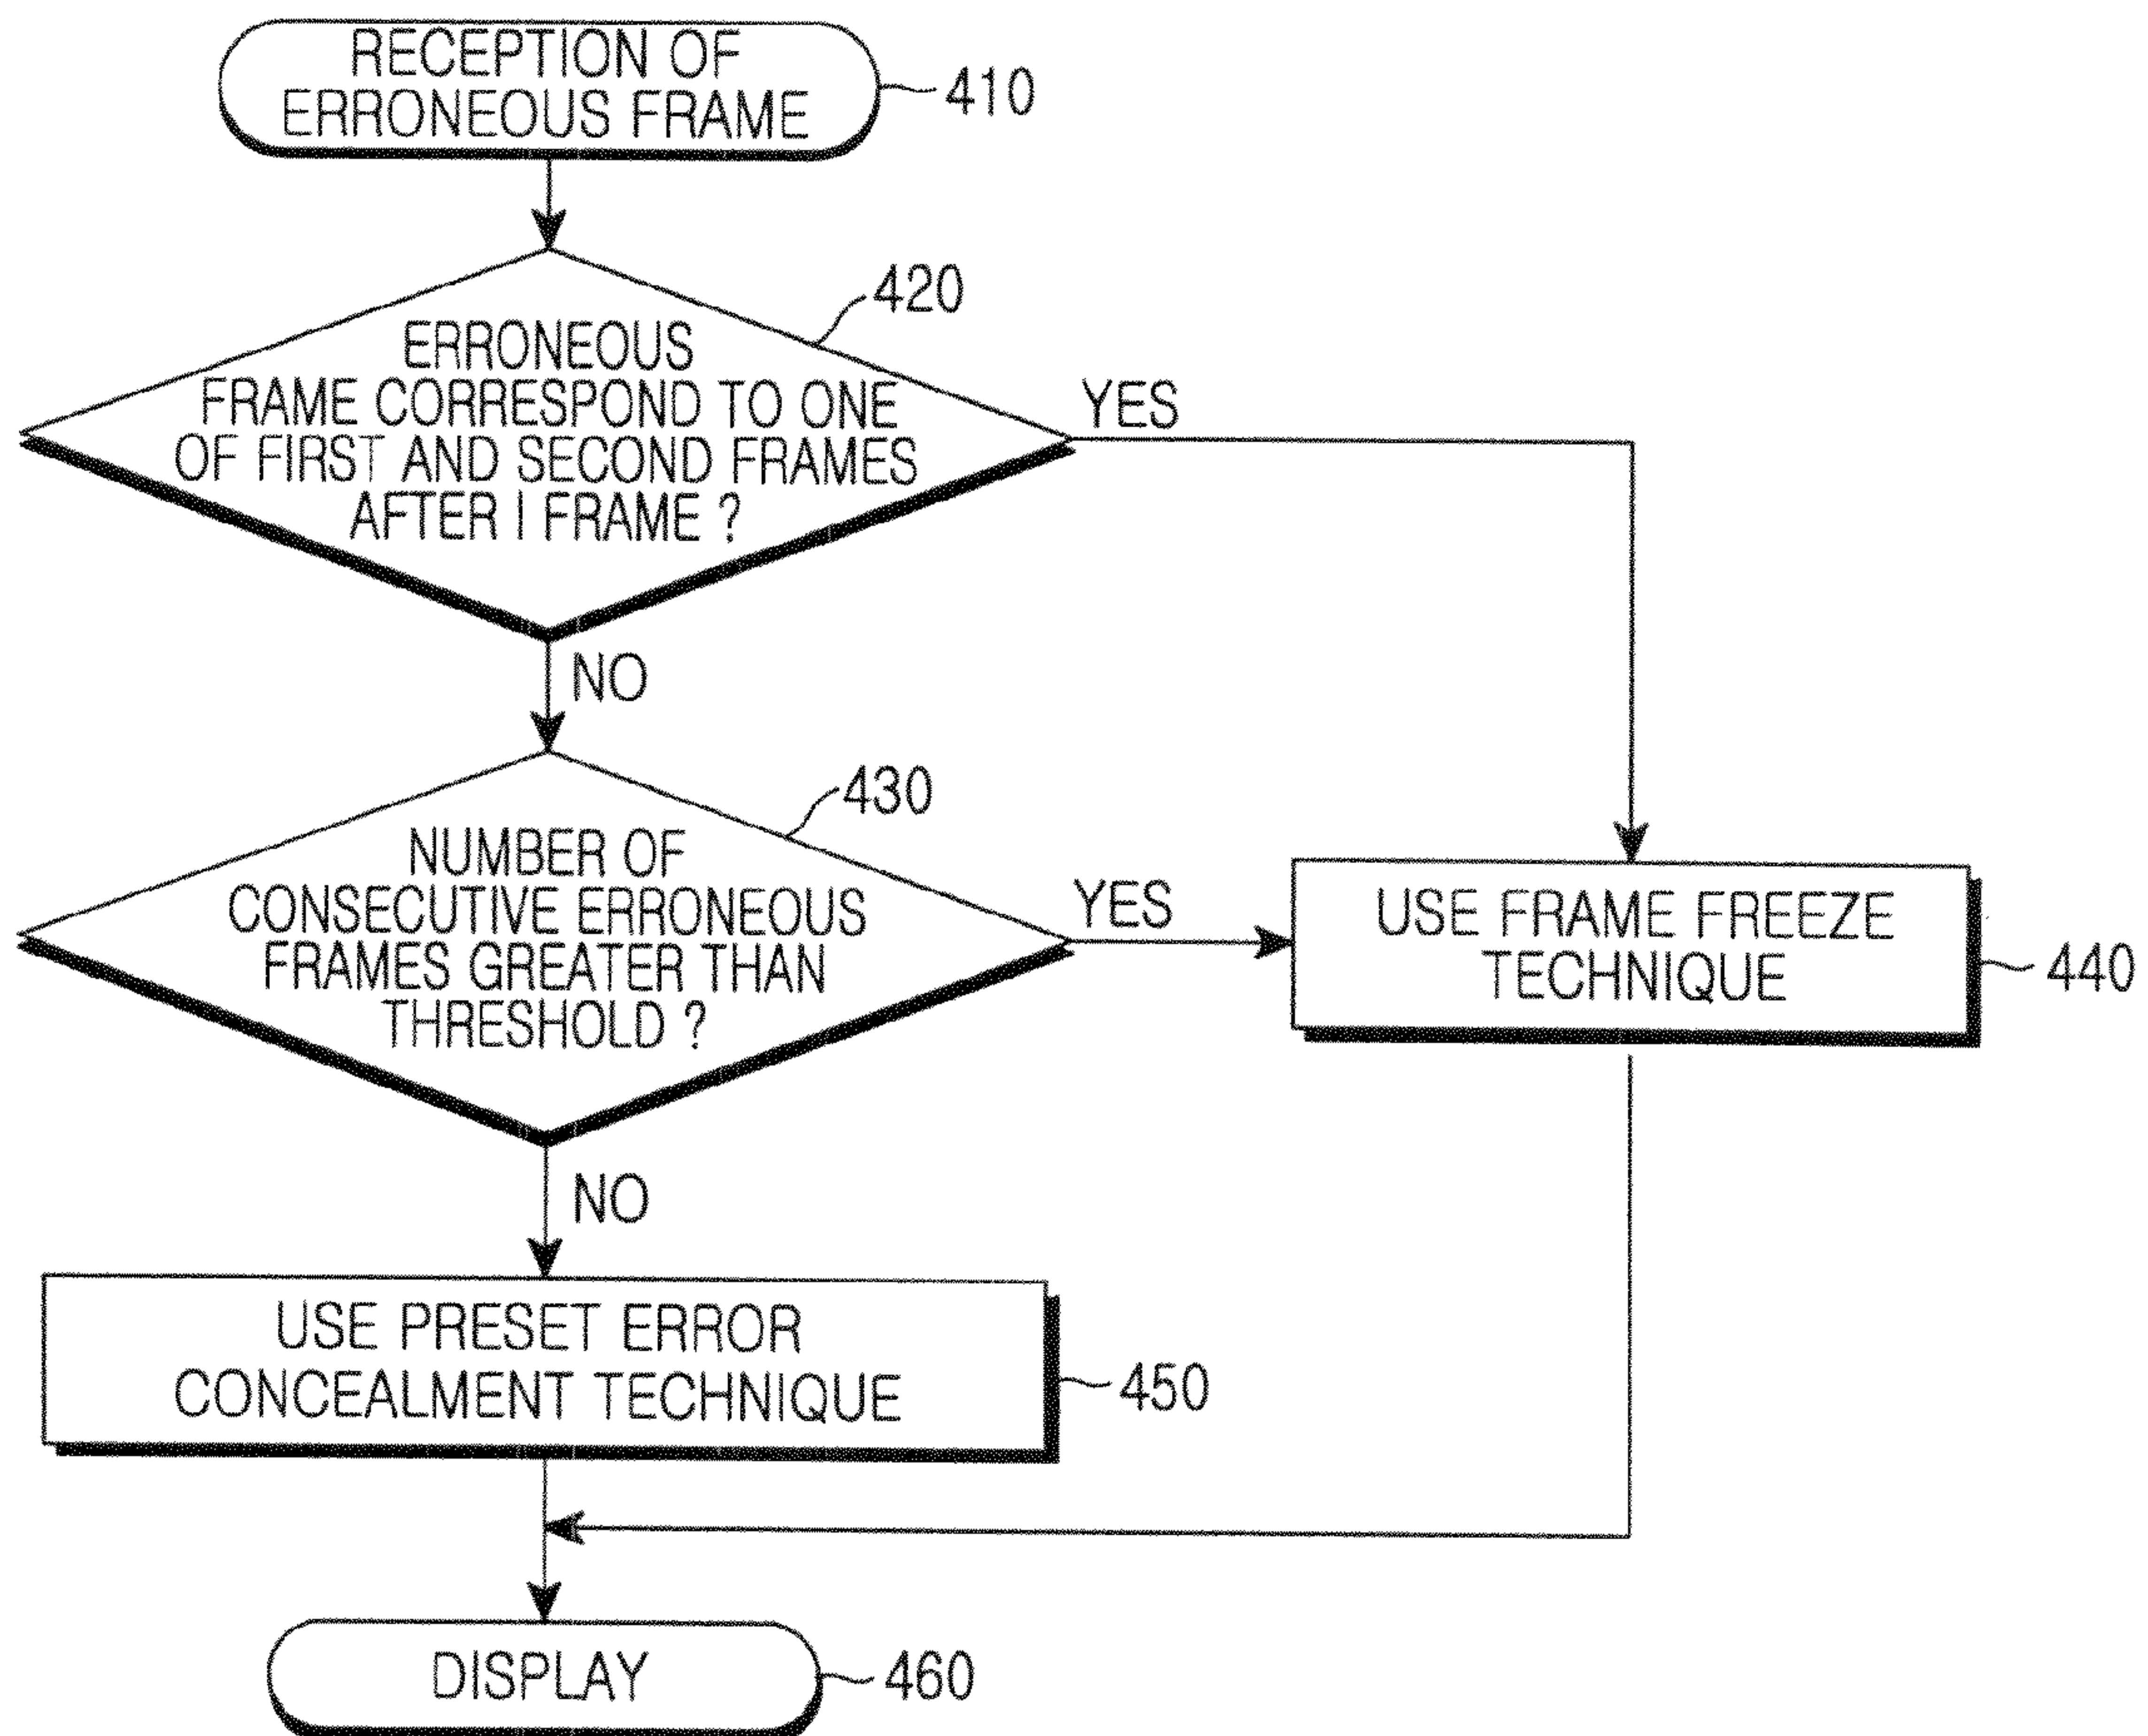 RECEPTION OF
ERRONEOUS FRAME
410
420
ERRONEOUS
FRAME CORRESPOND TO ONE
OF FIRST AND SECOND FRAMES
AFTER I FRAME ?
YES
NO
430
NUMBER OF
CONSECUTIVE ERRONEOUS
FRAMES GREATER THAN
THRESHOLD ?
YES
USE FRAME FREEZE
TECHNIQUE
440
NO
USE PRESET ERROR
CONCEALMENT TECHNIQUE
450
DISPLAY
460